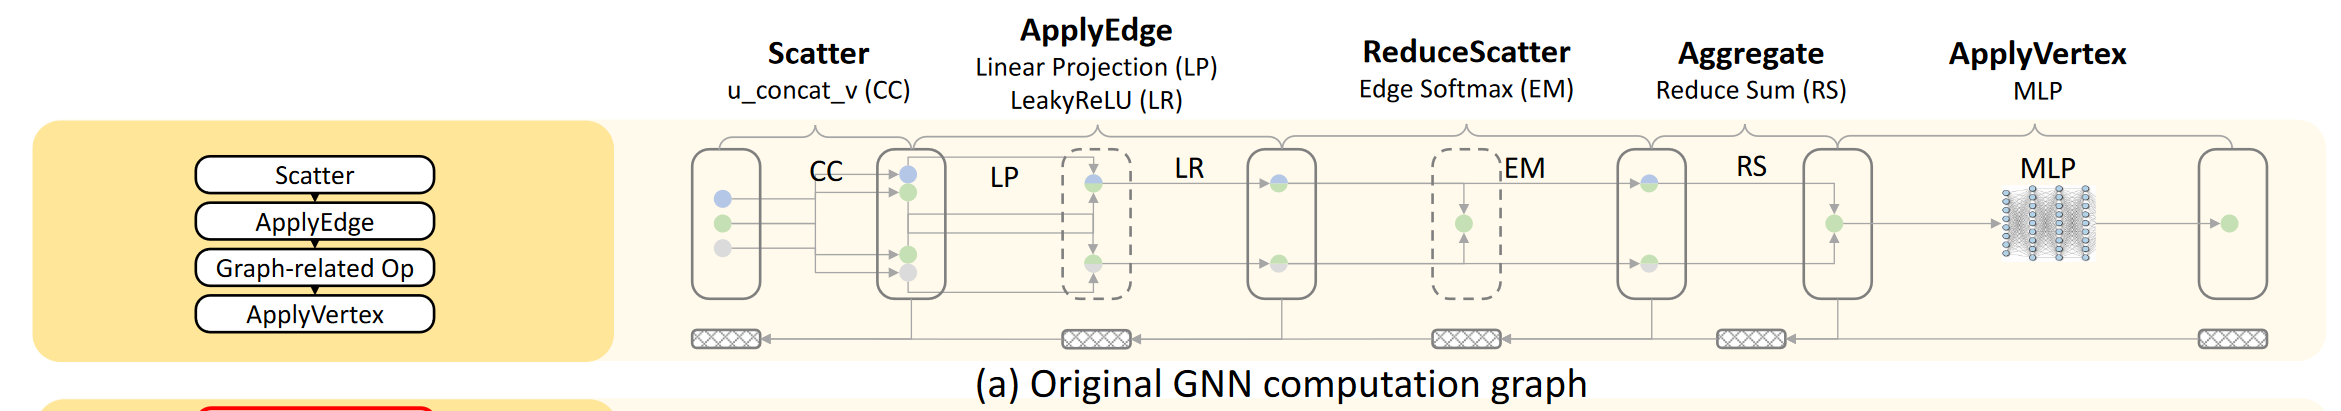 Scatter
u_concat_v (CC)
ApplyEdge
Linear Projection (LP)
LeakyReLU (LR)
ReduceScatter
Edge Softmax (EM)
Aggregate
Reduce Sum (RS)
ApplyVertex
MLP
Scatter
ApplyEdge
Graph-related Op
ApplyVertex
CC
LP
LR
EM
RS
MLP
(a) Original GNN computation graph